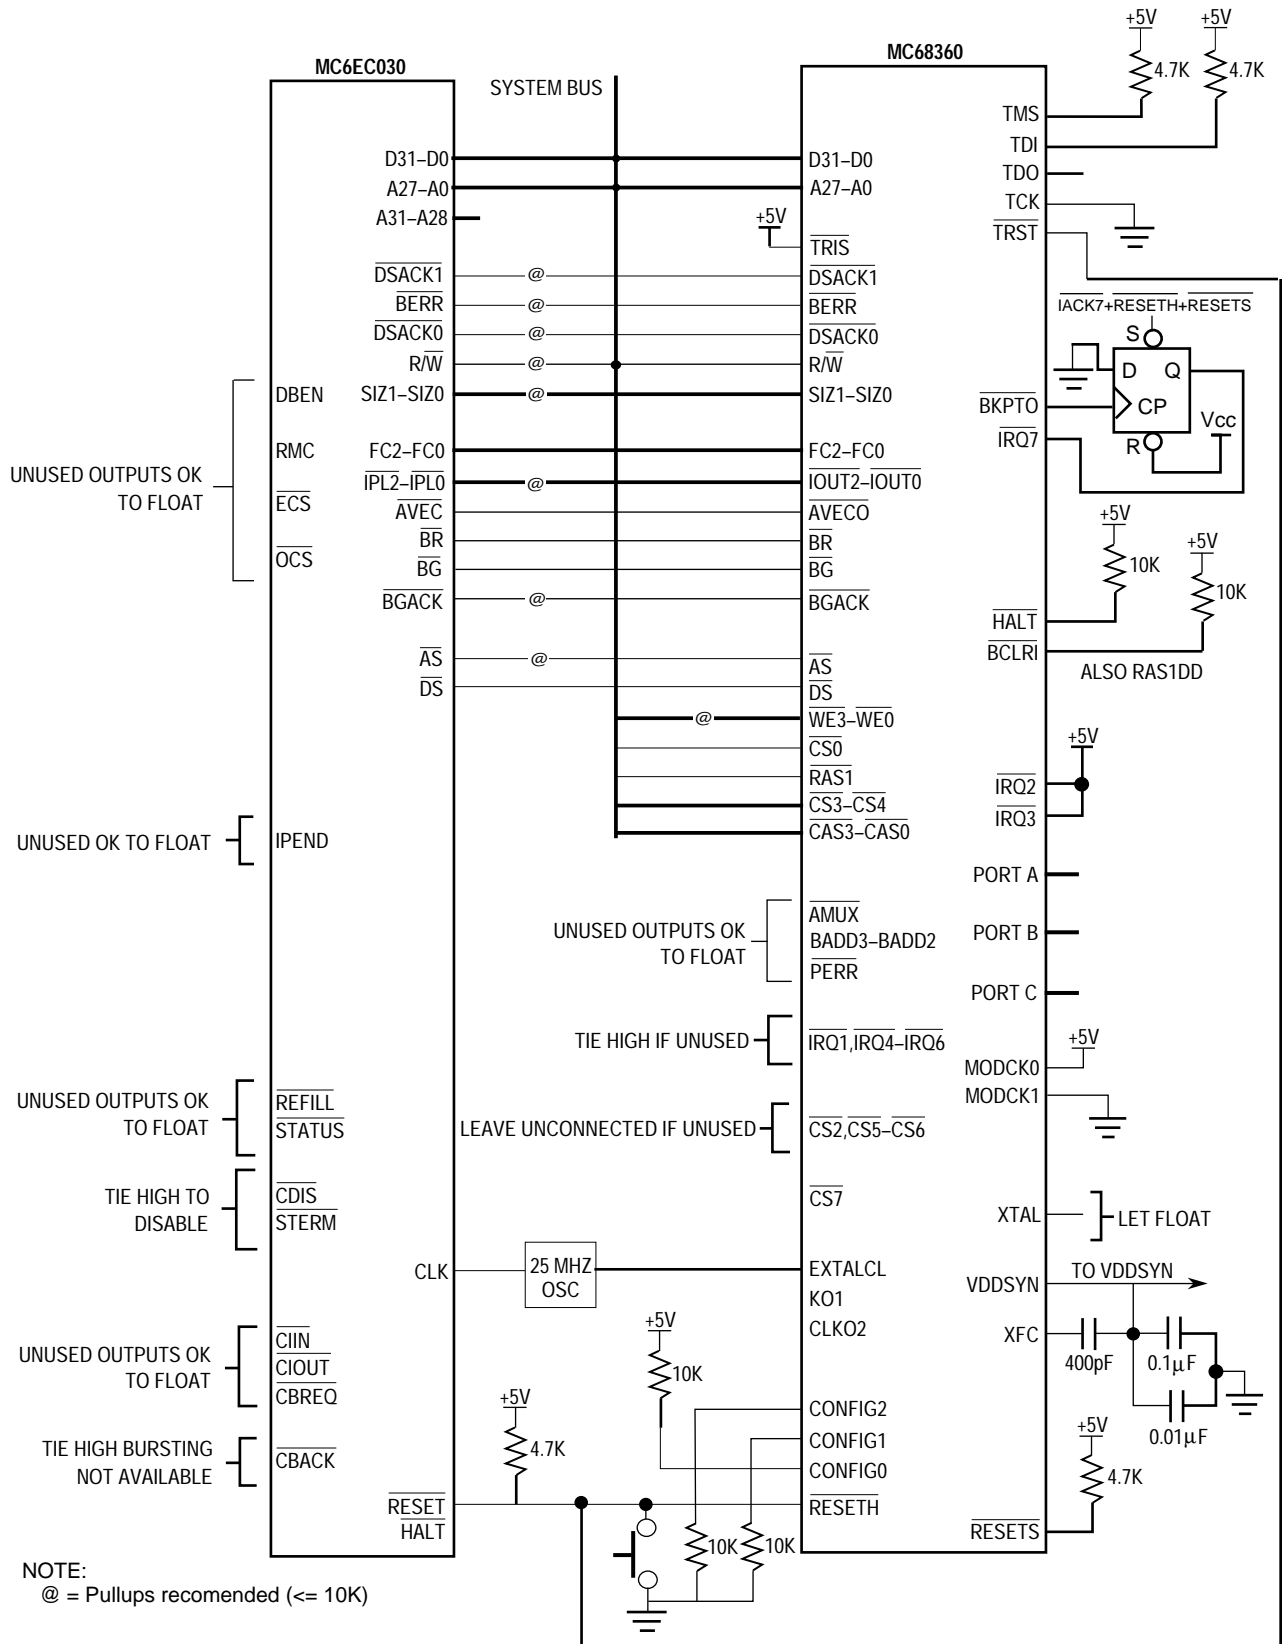 MC6EC030
SYSTEM BUS
MC68360
+5V
+5V
4.7K
4.7K
D31–D0
A27–A0
A31–A28
DSACK1
BERR
DSACK0
R/W
SIZ1–SIZ0
FC2–FC0
IPL2–IPL0
AVEC
BR
BG
BGACK
AS
DS
@
@
@
@
@
@
@
@
@
DBEN
RMC
ECS
OCS
UNUSED OUTPUTS OK
TO FLOAT
IPEND
UNUSED OK TO FLOAT
REFILL
STATUS
UNUSED OUTPUTS OK
TO FLOAT
CDIS
STERM
TIE HIGH TO
DISABLE
CLK
25 MHZ
OSC
CIIN
CIOUT
CBREQ
UNUSED OUTPUTS OK
TO FLOAT
CBACK
TIE HIGH BURSTING
NOT AVAILABLE
RESET
HALT
+5V
4.7K
D31–D0
A27–A0
+5V
TRIS
DSACK1
BERR
DSACK0
R/W
SIZ1–SIZ0
FC2–FC0
IOUT2–IOUT0
AVECO
BR
BG
BGACK
AS
DS
WE3–WE0
CS0
RAS1
CS3–CS4
CAS3–CAS0
AMUX
BADD3–BADD2
PERR
UNUSED OUTPUTS OK
TO FLOAT
TIE HIGH IF UNUSED
IRQ1,IRQ4–IRQ6
LEAVE UNCONNECTED IF UNUSED
CS2,CS5–CS6
CS7
EXTALCL
KO1
CLKO2
+5V
10K
CONFIG2
CONFIG1
CONFIG0
RESETH
10K
10K
TMS
TDI
TDO
TCK
TRST
IACK7+RESETH+RESETS
S
D
Q
CP
R
Vcc
BKPTO
IRQ7
+5V
10K
+5V
10K
HALT
BCLRI
ALSO RAS1DD
+5V
IRQ2
IRQ3
PORT A
PORT B
PORT C
+5V
MODCK0
MODCK1
XTAL
LET FLOAT
VDDSYN
TO VDDSYN
XFC
400pF
0.1µF
0.01µF
+5V
4.7K
RESETS
NOTE:
@ = Pullups recomended (<= 10K)